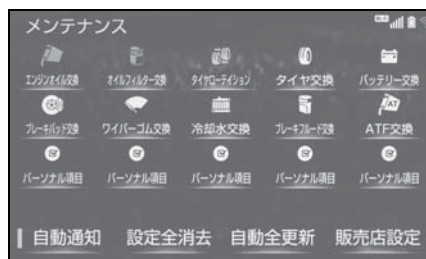 メンテナンス
エンジンオイル交換 オイルフィルター交換 タイヤローテイション タイヤ交換 バッテリー交換
AT
ブレーキパッド交換 ワイパーゴム交換 冷却水交換 ブレーキフルード交換 ATF交換
パーソナル項目 パーソナル項目 パーソナル項目 パーソナル項目 パーソナル項目
自動通知 設定全消去 自動全更新 販売店設定